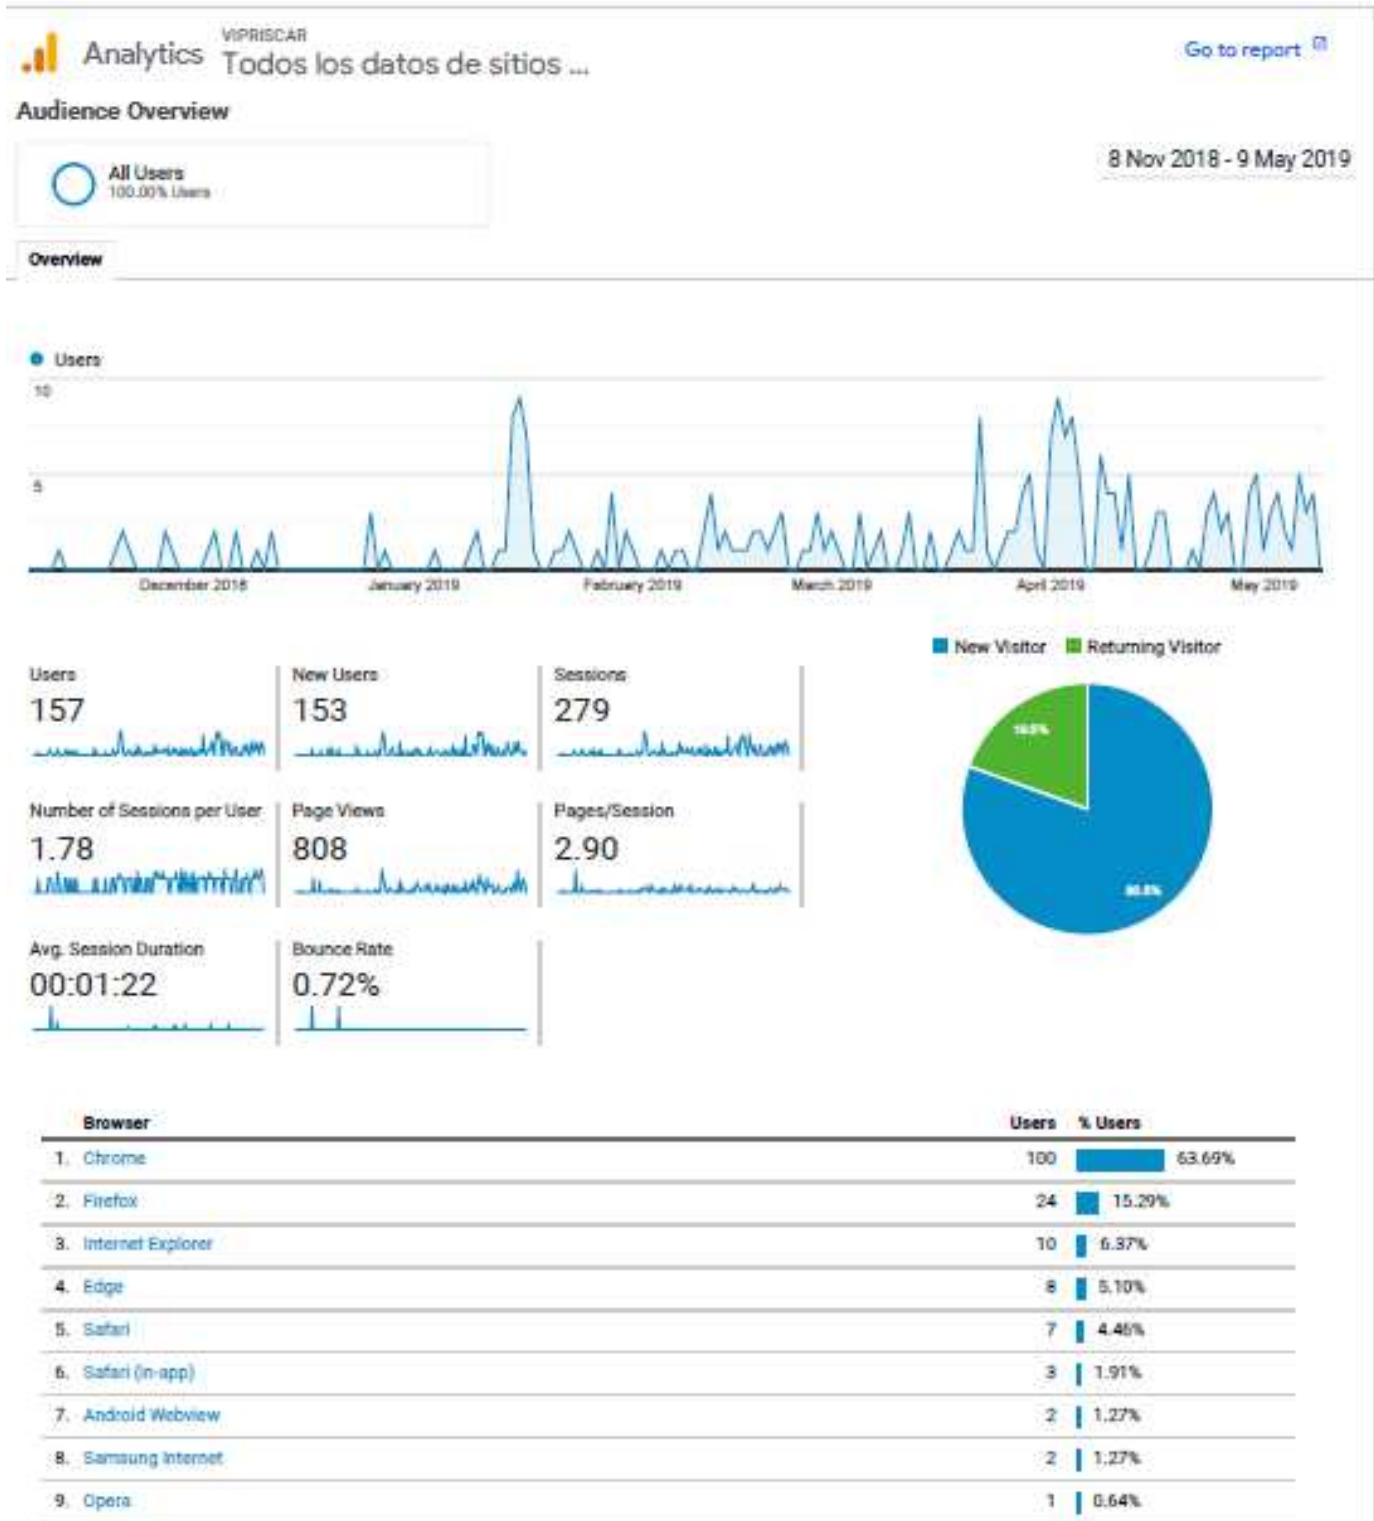 Analytics
VIPRISCAR
Todos los datos de sitios ...
Go to report
Audience Overview
All Users
100.00% Users
8 Nov 2018 - 9 May 2019
Overview
Users
10
5
December 2018
January 2019
February 2019
March 2019
April 2019
May 2019
New Visitor
Returning Visitor
Users
157
New Users
153
Sessions
279
Number of Sessions per User
1.78
Page Views
808
Pages/Session
2.90
Avg. Session Duration
00:01:22
Bounce Rate
0.72%
Browser Users % Users
1. Chrome 100 63.69%
2. Firefox 24 15.29%
3. Internet Explorer 10 6.37%
4. Edge 8 5.10%
5. Safari 7 4.46%
6. Safari (in-app) 3 1.91%
7. Android Webview 2 1.27%
8. Samsung Internet 2 1.27%
9. Opera 1 0.64%